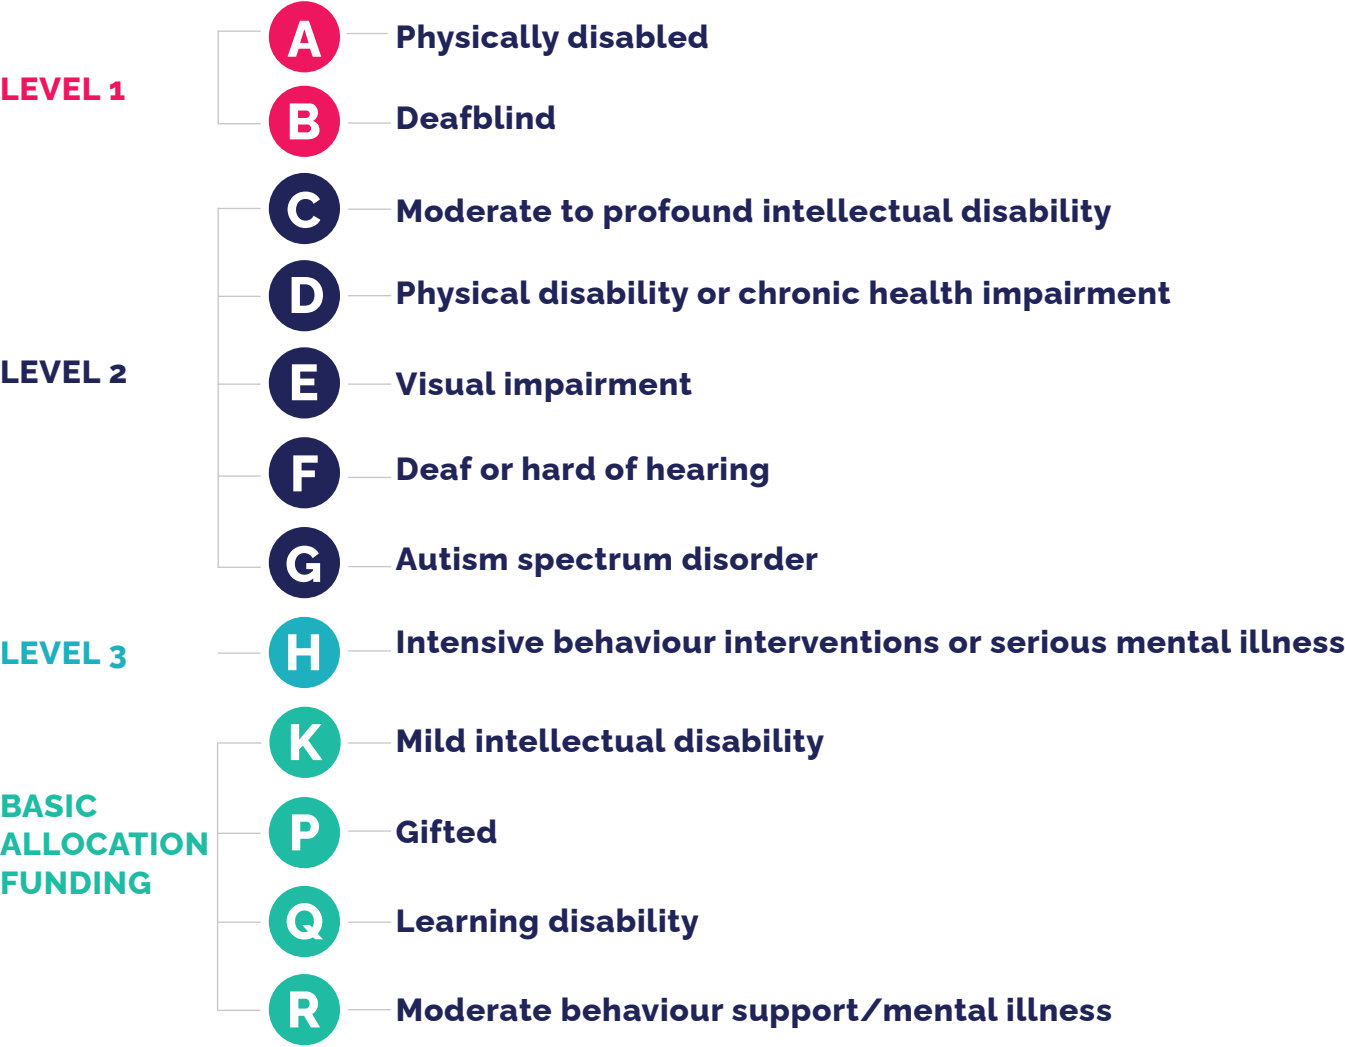 LEVEL 1
A Physically disabled
B Deafblind
LEVEL 2
C Moderate to profound intellectual disability
D Physical disability or chronic health impairment
E Visual impairment
F Deaf or hard of hearing
G Autism spectrum disorder
LEVEL 3
H Intensive behaviour interventions or serious mental illness
BASIC
ALLOCATION
FUNDING
K Mild intellectual disability
P Gifted
Q Learning disability
R Moderate behaviour support/mental illness